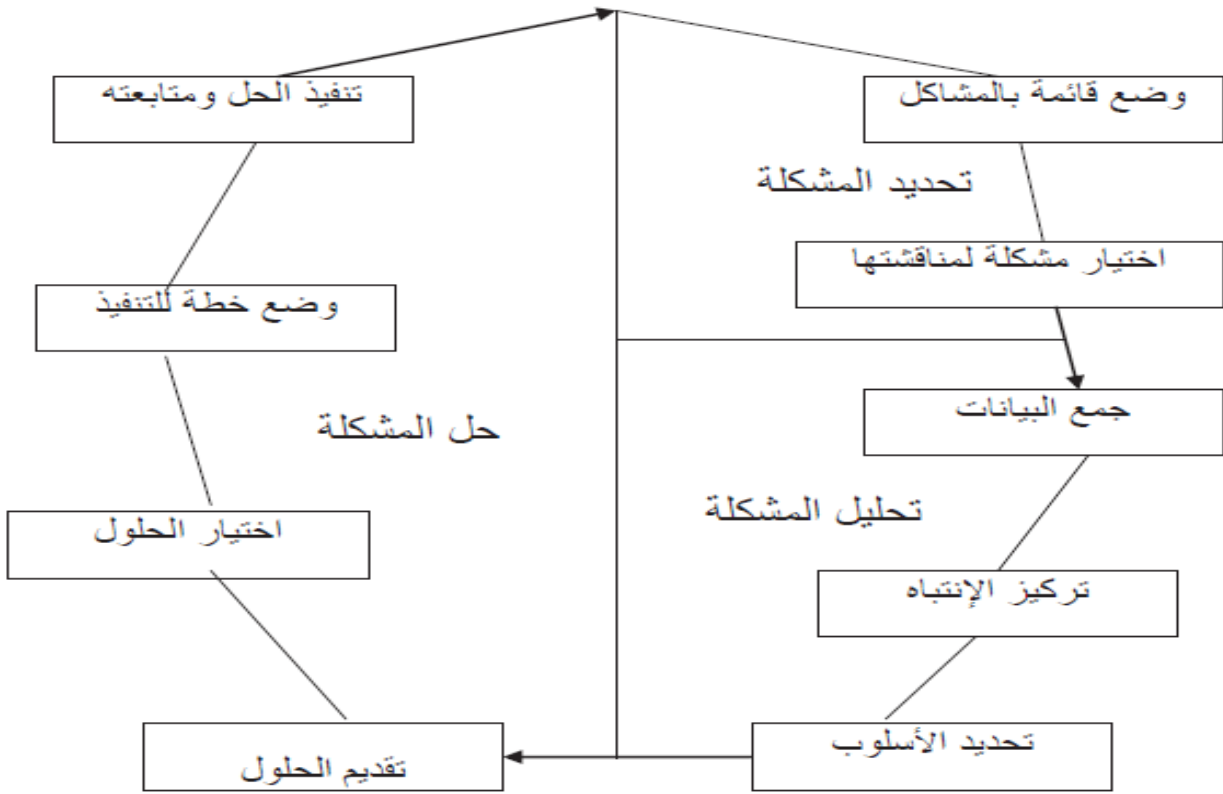 وضع قائمة بالمشاكل
تحديد المشكلة
اختيار مشكلة لمناقشتها
جمع البيانات
تحليل المشكلة
تركيز الإنتباه
تحديد الأسلوب
تقديم الحلول
اختيار الحلول
حل المشكلة
وضع خطة للتنفيذ
تنفيذ الحل ومتابعته